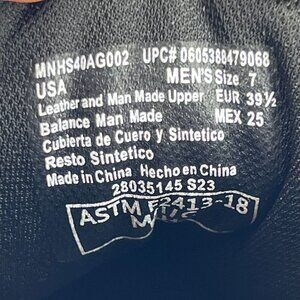 MNHS40AG002 UPC# 0605388479068
USA MEN'S Size 7
Leather and Man Made Upper EUR 39½
Balance Man Made MEX 25
Cubierta de Cuero y Sintetico
Resto Sintetico
Made in China Hecho en China
28035145 S23
ASTM F2413-18